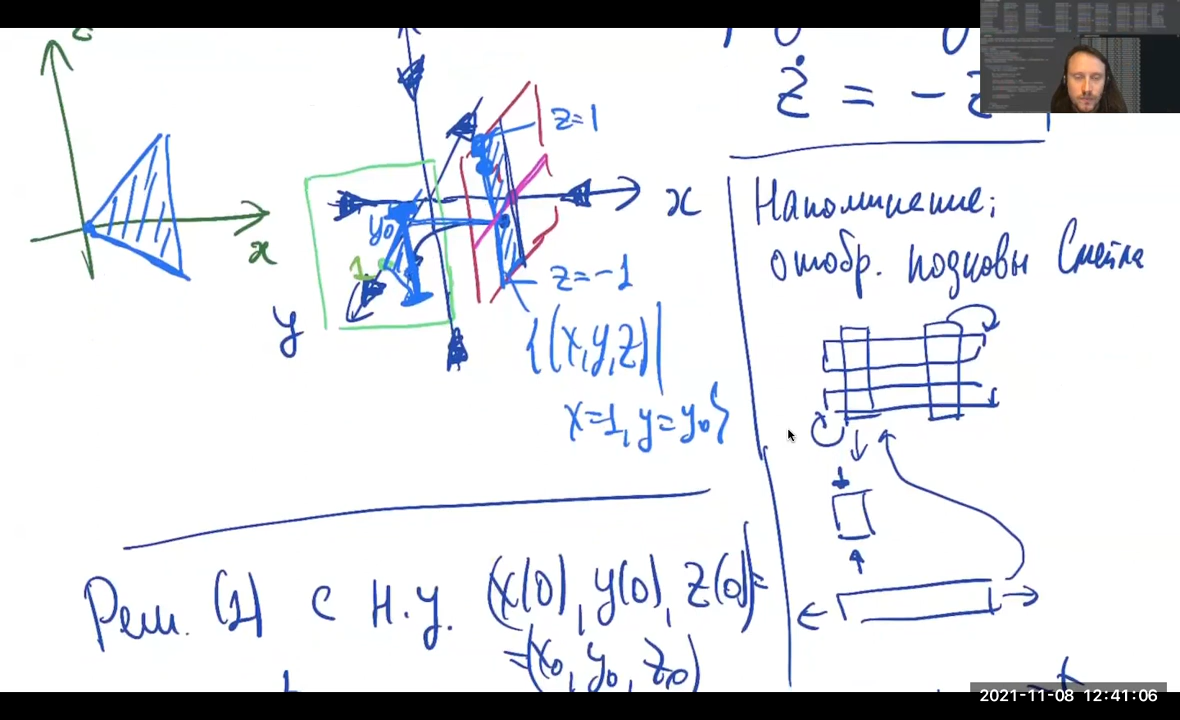 x
z=1
x
y₀
1
z=-1
y
{(x,y,z)|
x=1, y=y₀}
Реш. (1) с н.у. (x(0), y(0), z(0))=
=(x₀, y₀, z₀)
ż = -z
Напоминание:
отобр. подковы Смейла
2021-11-08 12:41:06